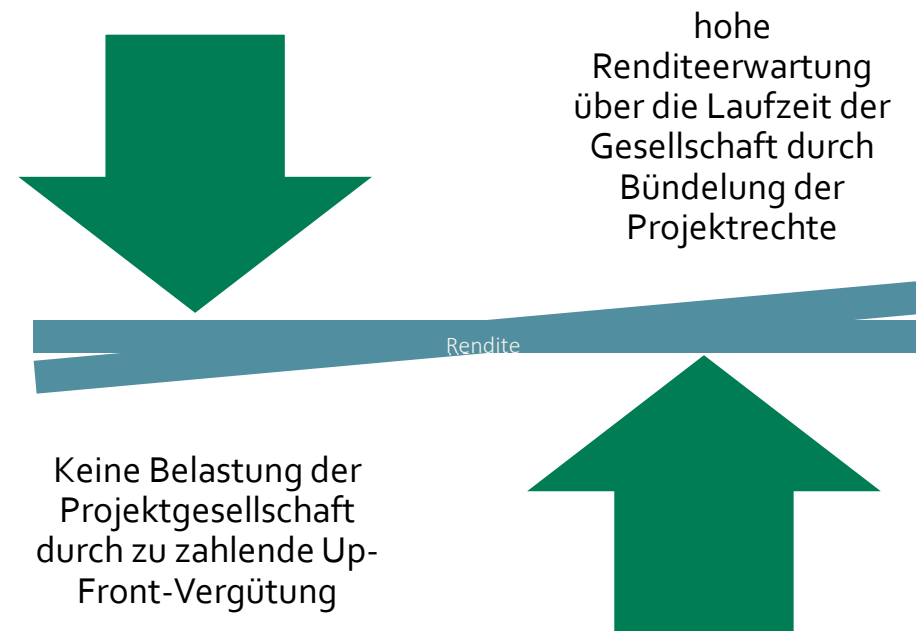 hohe
Renditeerwartung
über die Laufzeit der
Gesellschaft durch
Bündelung der
Projektrechte
Rendite
Keine Belastung der
Projektgesellschaft
durch zu zahlende Up-
Front-Vergütung